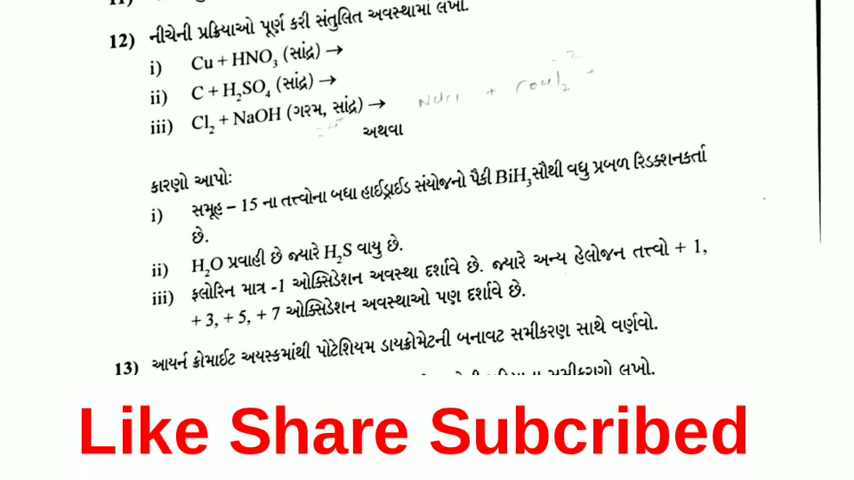 12) નીચેની પ્રક્રિયાઓ પૂર્ણ કરી સંતુલિત અવસ્થામાં લખો.
i) Cu + HNO₃ (સાંદ્ર) →
ii) C + H₂SO₄ (સાંદ્ર) →
iii) Cl₂ + NaOH (ગરમ, સાંદ્ર) →
અથવા
કારણો આપોઃ
i) સમૂહ – 15 ના તત્ત્વોના બધા હાઈડ્રાઈડ સંયોજનો પૈકી BiH₃ સૌથી વધુ પ્રબળ રિડક્શનકર્તા
છે.
ii) H₂O પ્રવાહી છે જ્યારે H₂S વાયુ છે.
iii) ફ્લોરિન માત્ર -1 ઓક્સિડેશન અવસ્થા દર્શાવે છે. જ્યારે અન્ય હેલોજન તત્ત્વો + 1,
+ 3, + 5, + 7 ઓક્સિડેશન અવસ્થાઓ પણ દર્શાવે છે.
13) આયર્ન ક્રોમાઈટ અયસ્કમાંથી પોટેશિયમ ડાયક્રોમેટની બનાવટ સમીકરણ સાથે વર્ણવો.
લખો.
Like Share Subcribed